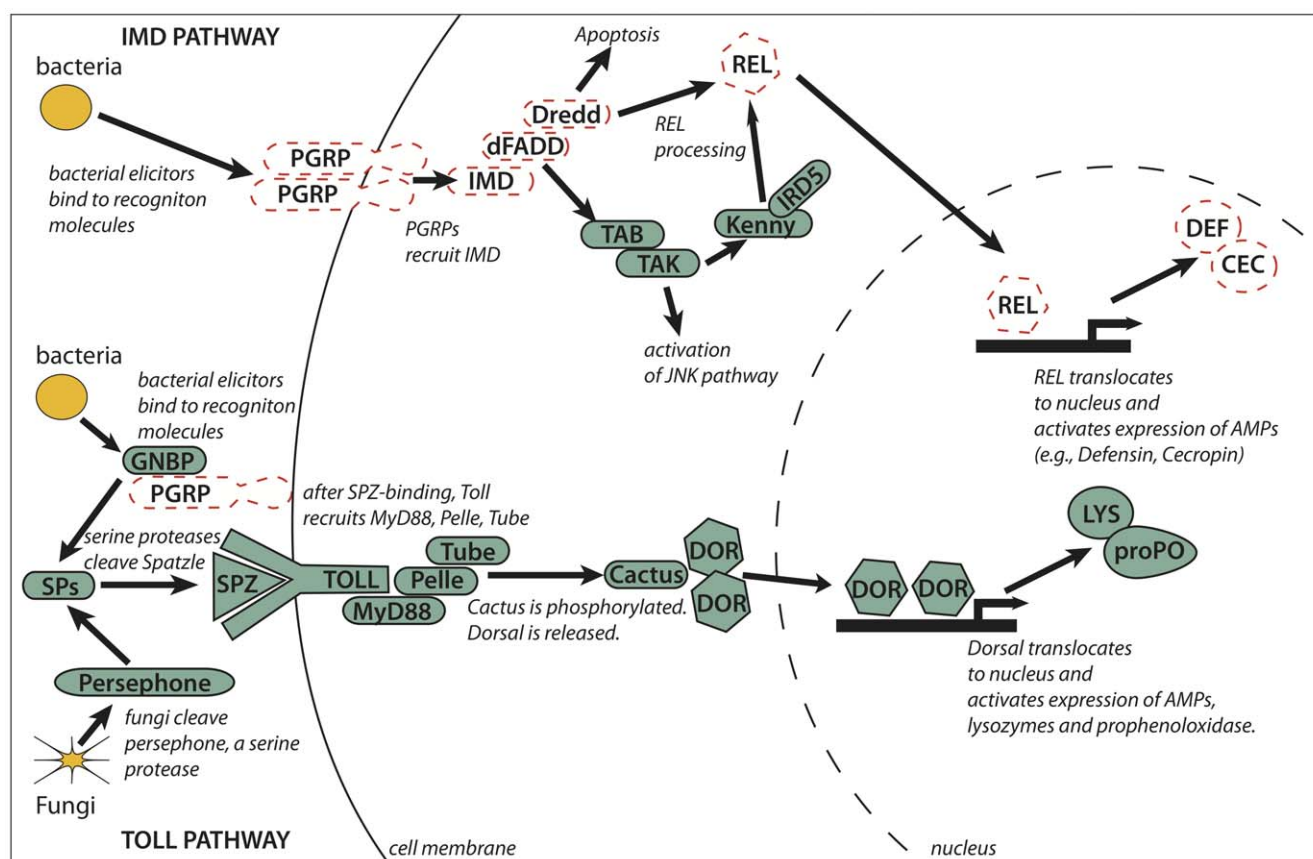 IMD PATHWAY
bacteria
bacterial elicitors
bind to recogniton
molecules
PGRP
PGRP
PGRPs
recruit IMD
IMD
dFADD
Dredd
Apoptosis
REL
REL
processing
TAB
TAK
Kenny
IRD5
activation
of JNK pathway
REL
DEF
CEC
REL translocates
to nucleus and
activates expression of AMPs
(e.g., Defensin, Cecropin)
bacteria
bacterial elicitors
bind to recogniton
molecules
GNBP
PGRP
serine proteases
cleave Spatzle
SPs
Persephone
fungi cleave
persephone, a serine
protease
Fungi
TOLL PATHWAY
after SPZ-binding, Toll
recruits MyD88, Pelle, Tube
SPZ
TOLL
Tube
Pelle
MyD88
Cactus
DOR
DOR
Cactus is phosphorylated.
Dorsal is released.
DOR
DOR
LYS
proPO
Dorsal translocates
to nucleus and
activates expression of AMPs,
lysozymes and prophenoloxidase.
cell membrane
nucleus